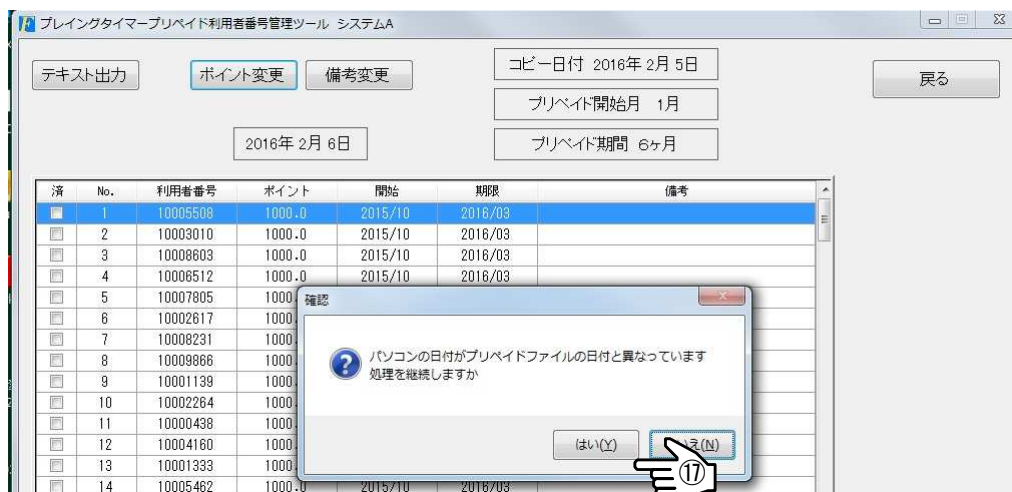 プレイングタイマープリペイド利用者番号管理ツール システムA
テキスト出力 ポイント変更 備考変更 コピー日付 2016年 2月 5日 戻る
プリペイド開始月 1月
2016年 2月 6日 プリペイド期間 6ヶ月
済 No. 利用者番号 ポイント 開始 期限 備考
1 10005508 1000.0 2015/10 2016/03
2 10003010 1000.0 2015/10 2016/03
3 10008603 1000.0 2015/10 2016/03
4 10006512 1000.0 2015/10 2016/03
5 10007805 1000
6 10002617 1000
7 10008231 1000
8 10009866 1000
9 10001139 1000
10 10002264 1000
11 10000438 1000
12 10004160 1000
13 10001333 1000
14 10005462 1000.0 2015/10 2016/03
確認
パソコンの日付がプリペイドファイルの日付と異なっています
処理を継続しますか
はい(Y) え(N)
⑰